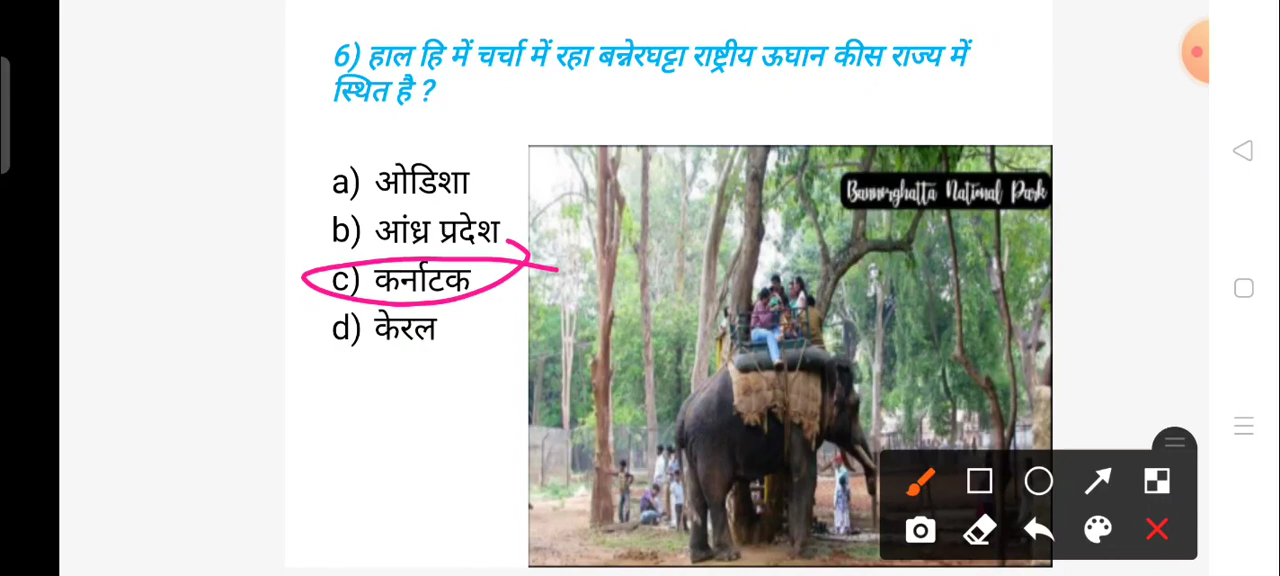 6) हाल हि में चर्चा में रहा बन्नेरघट्टा राष्ट्रीय ऊघान कीस राज्य में
स्थित है ?
a) ओडिशा
b) आंध्र प्रदेश
c) कर्नाटक
d) केरल
Bannerghatta National Park